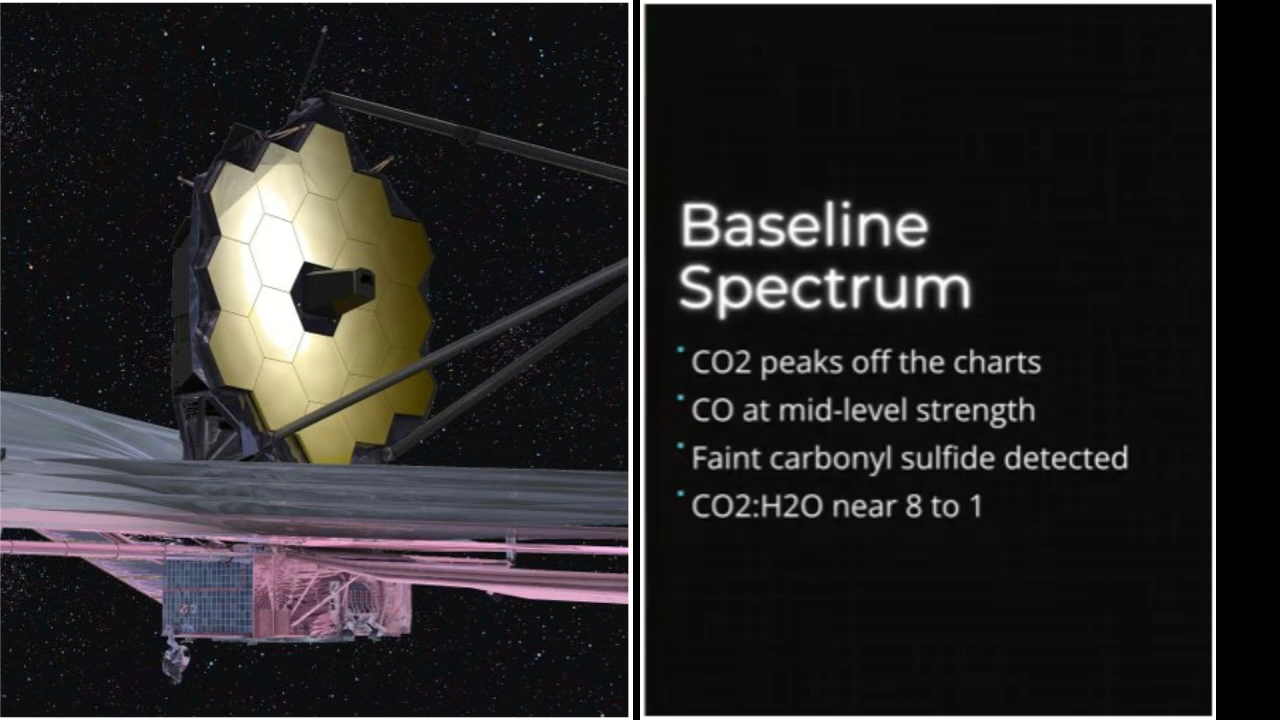 Baseline
Spectrum
CO2 peaks off the charts
CO at mid-level strength
Faint carbonyl sulfide detected
CO2:H2O near 8 to 1